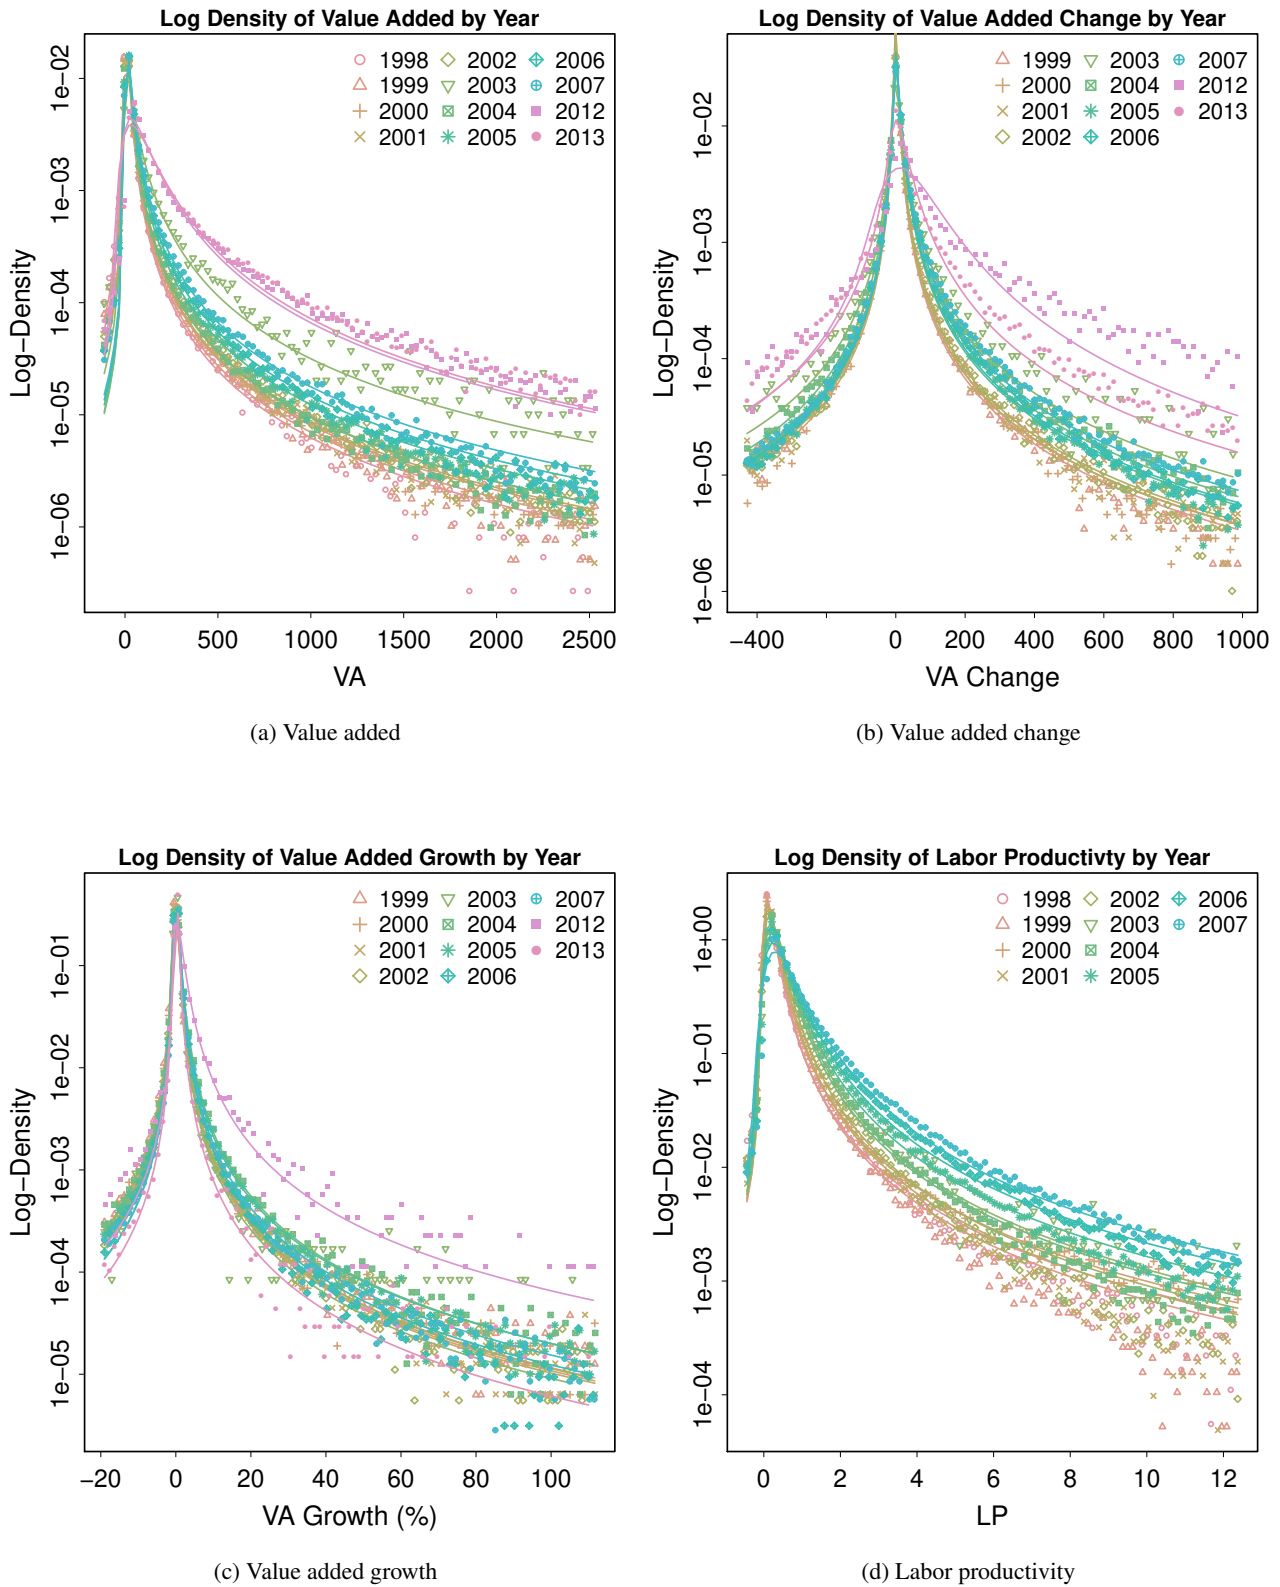 Log Density of Value Added by Year
Log−Density
1e−02
1e−03
1e−04
1e−05
1e−06
1998 2002 2006
1999 2003 2007
2000 2004 2012
2001 2005 2013
0 500 1000 1500 2000 2500
VA
(a) Value added
Log Density of Value Added Change by Year
Log−Density
1e−02
1e−03
1e−04
1e−05
1e−06
1999 2003 2007
2000 2004 2012
2001 2005 2013
2002 2006
−400 0 200 400 600 800 1000
VA Change
(b) Value added change
Log Density of Value Added Growth by Year
Log−Density
1e−01
1e−02
1e−03
1e−04
1e−05
1999 2003 2007
2000 2004 2012
2001 2005 2013
2002 2006
−20 0 20 40 60 80 100
VA Growth (%)
(c) Value added growth
Log Density of Labor Productivty by Year
Log−Density
1e+00
1e−01
1e−02
1e−03
1e−04
1998 2002 2006
1999 2003 2007
2000 2004
2001 2005
0 2 4 6 8 10 12
LP
(d) Labor productivity